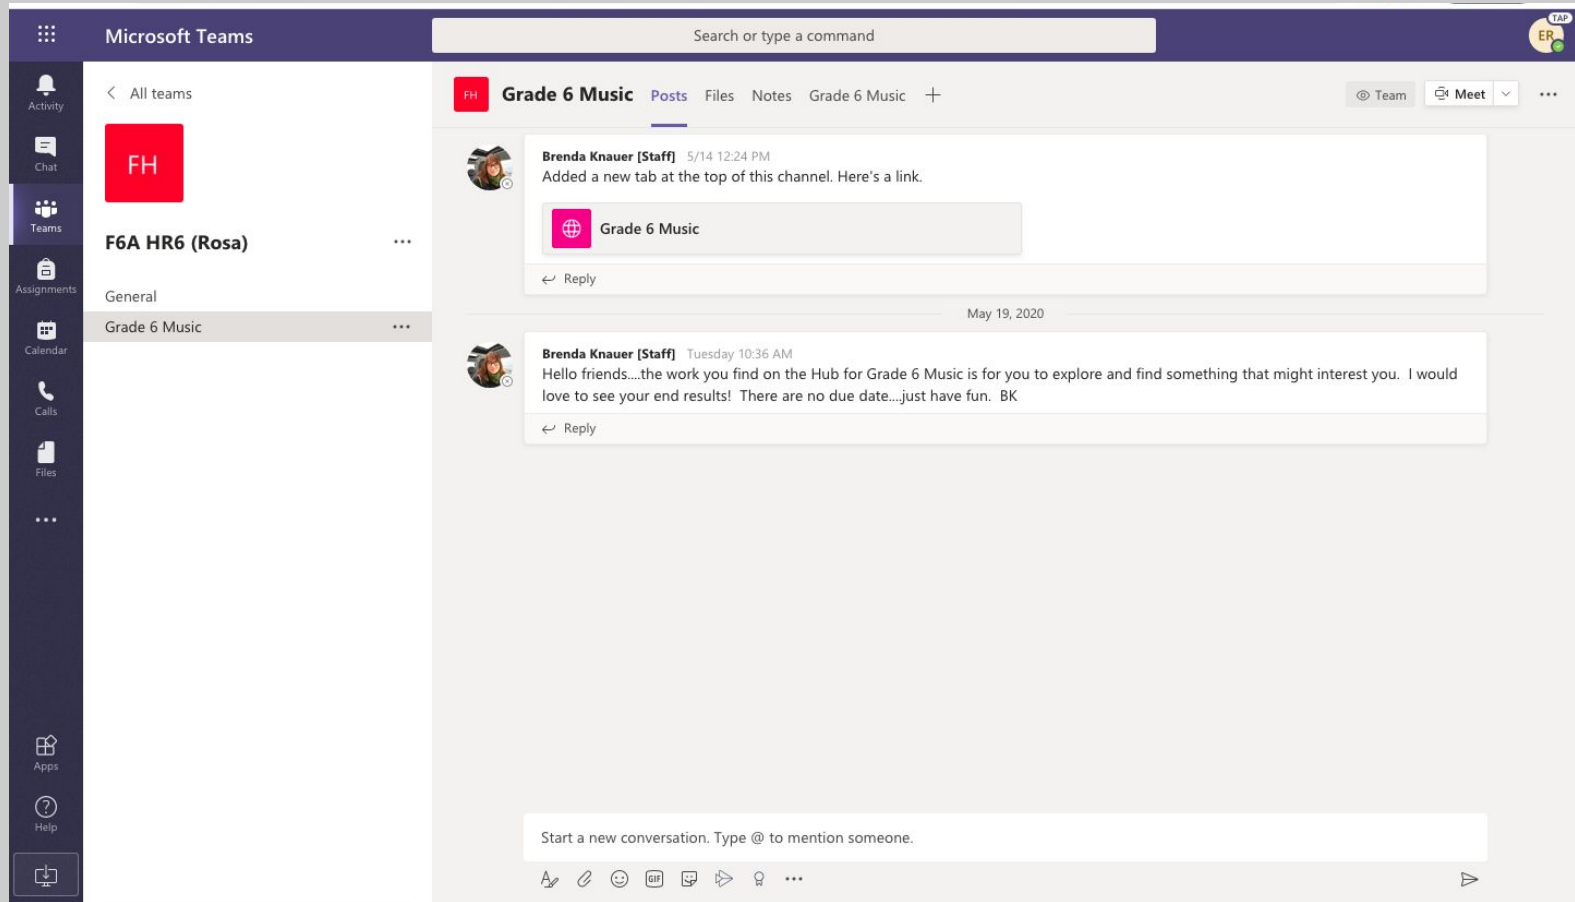 Microsoft Teams
Search or type a command
TAP
ER
Activity
Chat
Teams
Assignments
Calendar
Calls
Files
Apps
Help
All teams
FH
F6A HR6 (Rosa)
General
Grade 6 Music
FH
Grade 6 Music Posts Files Notes Grade 6 Music
Team
Meet
Brenda Knauer [Staff] 5/14 12:24 PM
Added a new tab at the top of this channel. Here's a link.
Grade 6 Music
Reply
May 19, 2020
Brenda Knauer [Staff] Tuesday 10:36 AM
Hello friends....the work you find on the Hub for Grade 6 Music is for you to explore and find something that might interest you. I would
love to see your end results! There are no due date....just have fun. BK
Reply
Start a new conversation. Type @ to mention someone.
GIF